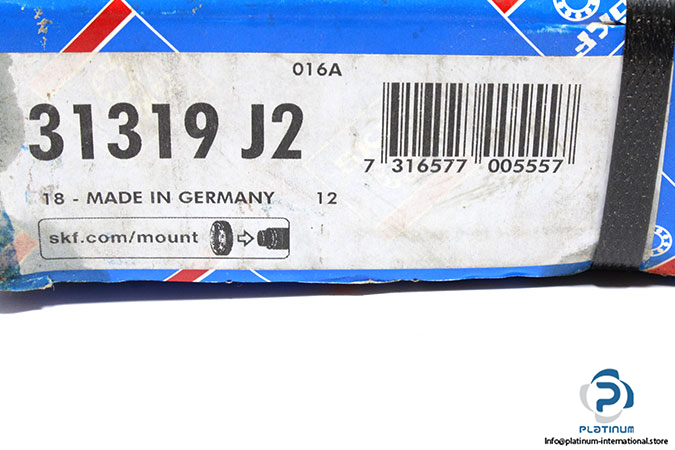 SKF
016A
31319 J2
7 316577 005557
18 - MADE IN GERMANY 12
skf.com/mount
PLATINUM
Info@platinum-international.store